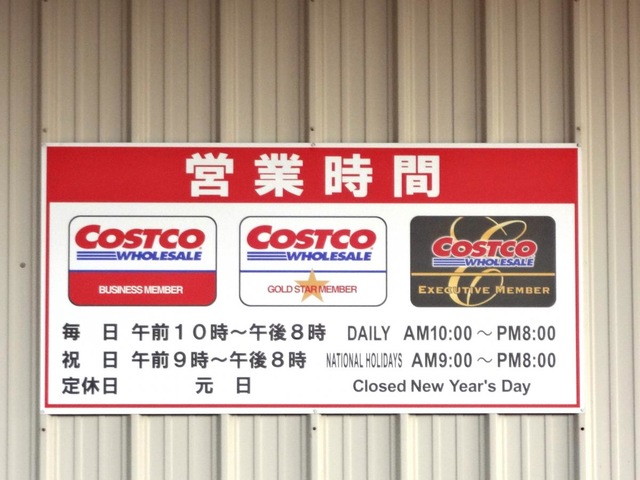 営業時間
COSTCO WHOLESALE
BUSINESS MEMBER
COSTCO WHOLESALE
GOLD STAR MEMBER
COSTCO WHOLESALE
EXECUTIVE MEMBER
毎 日 午前10時～午後8時 DAILY AM10:00～PM8:00
祝 日 午前9時～午後8時 NATIONAL HOLIDAYS AM9:00～PM8:00
定休日 元 日 Closed New Year's Day